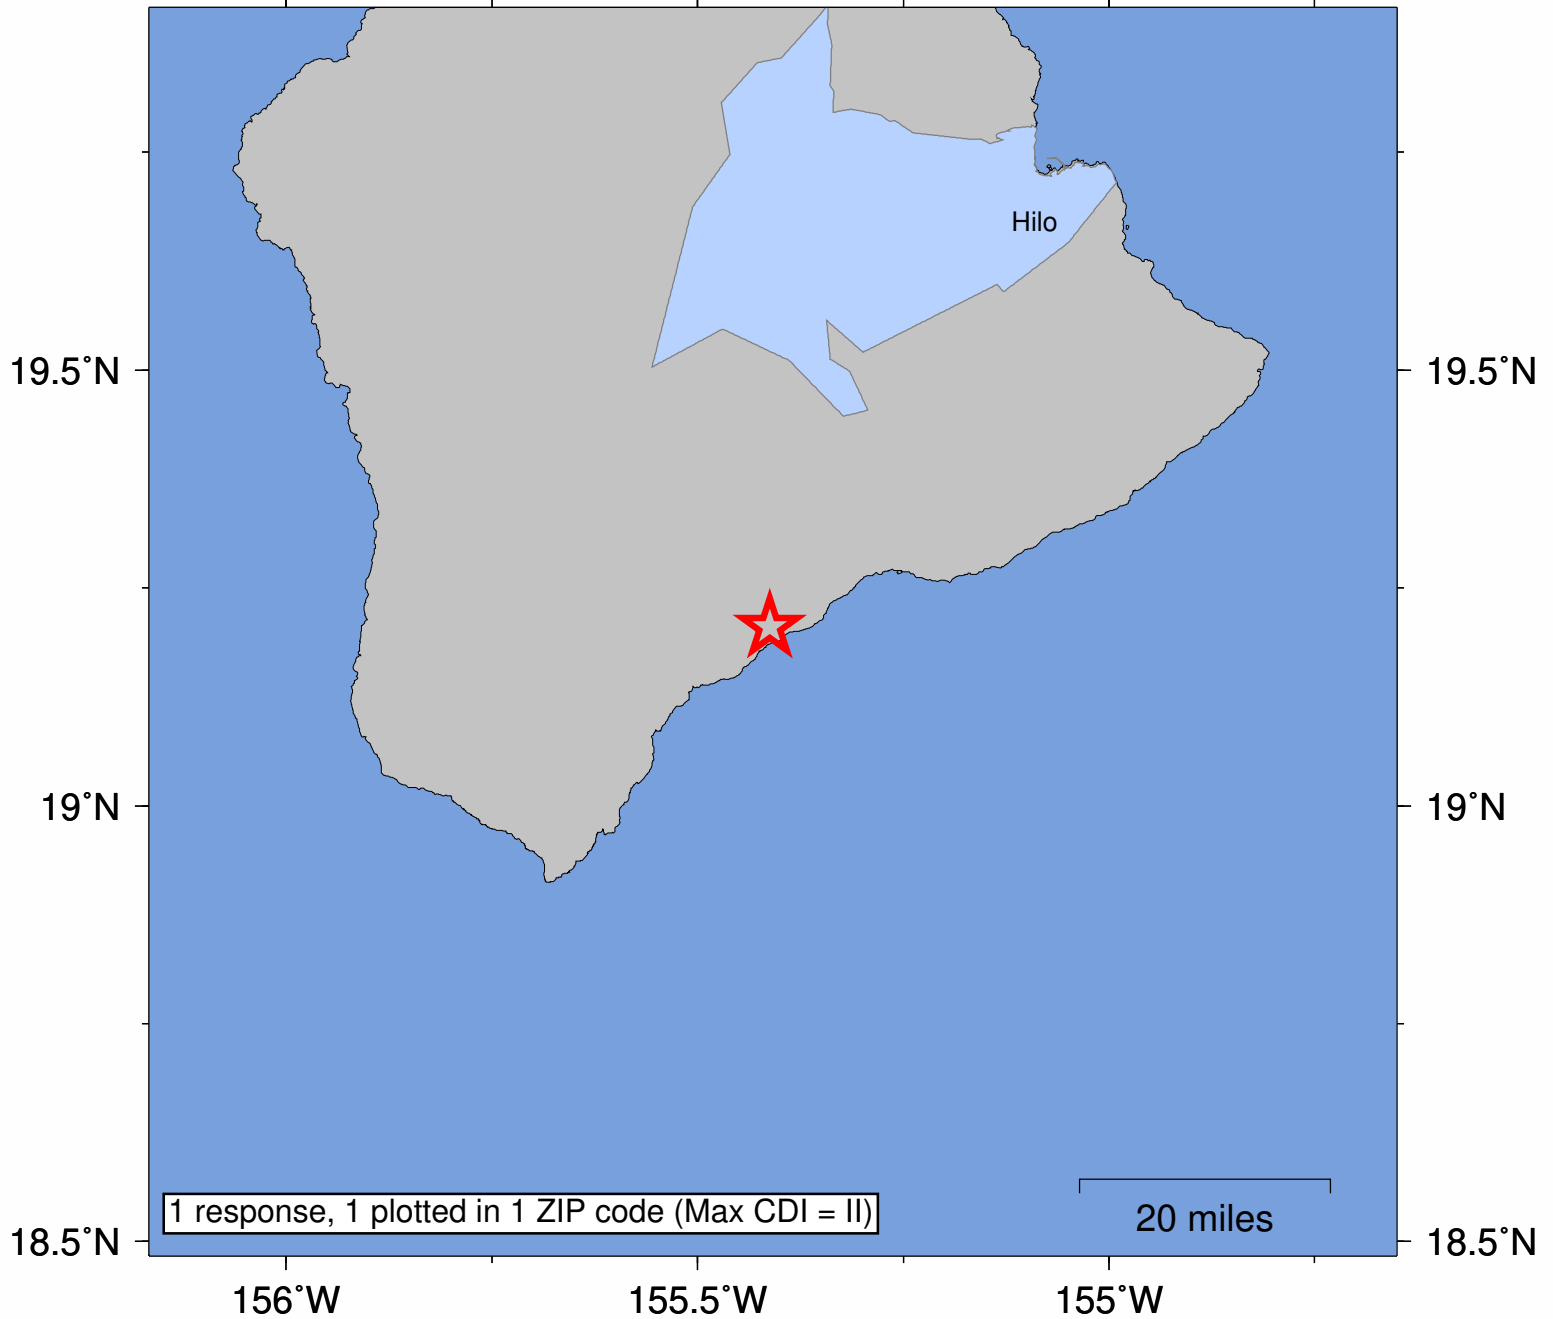 Hilo
19.5˚N
19.5˚N
19˚N
19˚N
1 response, 1 plotted in 1 ZIP code (Max CDI = II)
20 miles
18.5˚N
18.5˚N
156˚W
155.5˚W
155˚W